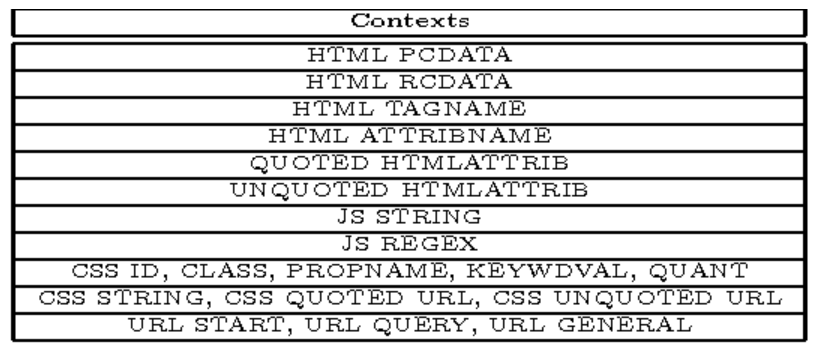 Contexts
HTML PCDATA
HTML RCDATA
HTML TAGNAME
HTML ATTRIBNAME
QUOTED HTMLATTRIB
UNQUOTED HTMLATTRIB
JS STRING
JS REGEX
CSS ID, CLASS, PROPNAME, KEYWDVAL, QUANT
CSS STRING, CSS QUOTED URL, CSS UNQUOTED URL
URL START, URL QUERY, URL GENERAL